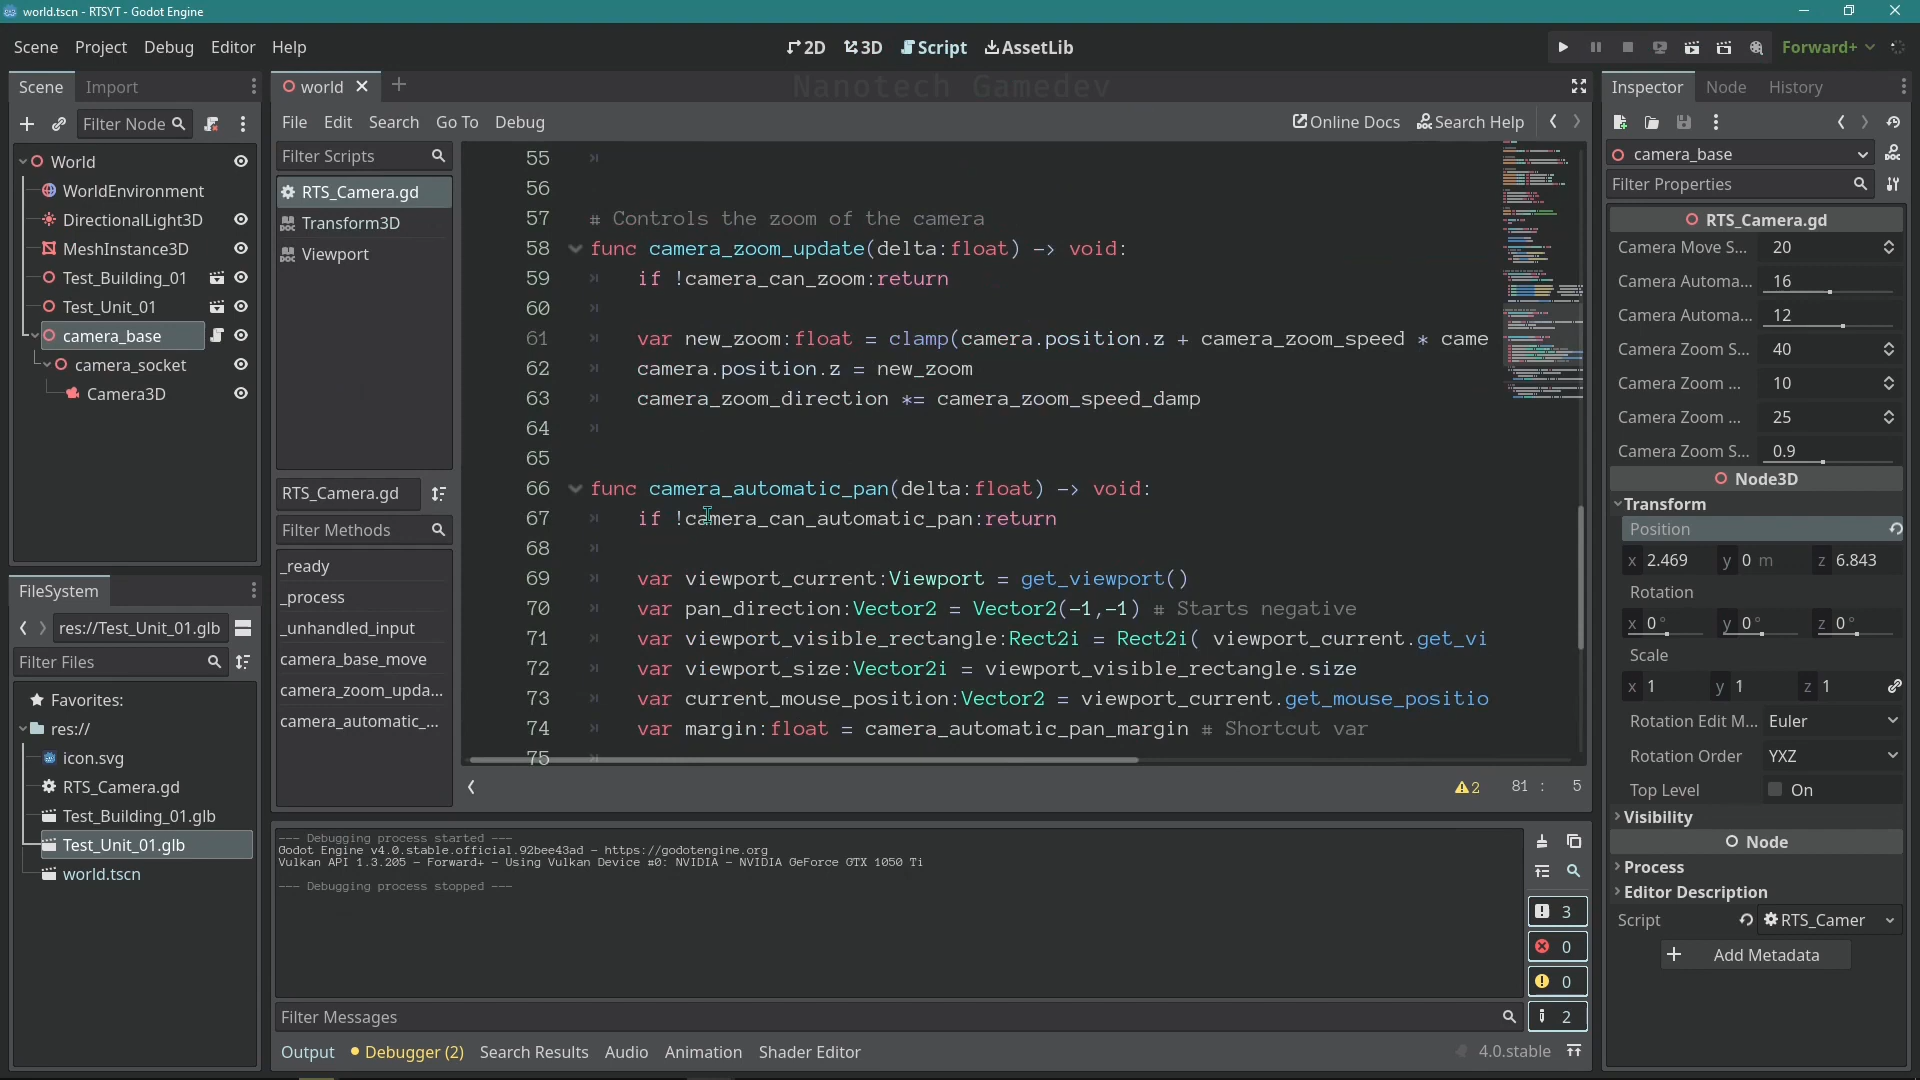 world.tscn - RTSYT - Godot Engine
Scene Project Debug Editor Help
2D 3D Script AssetLib
Forward+
Scene Import
world
Nanotech Gamedev
Inspector Node History
Filter Node
File Edit Search Go To Debug
Online Docs Search Help
World
WorldEnvironment
DirectionalLight3D
MeshInstance3D
Test_Building_01
Test_Unit_01
camera_base
camera_socket
Camera3D
FileSystem
res://Test_Unit_01.glb
Filter Files
Favorites:
res://
icon.svg
RTS_Camera.gd
Test_Building_01.glb
Test_Unit_01.glb
world.tscn
Filter Scripts
RTS_Camera.gd
Transform3D
Viewport
RTS_Camera.gd
Filter Methods
_ready
_process
_unhandled_input
camera_base_move
camera_zoom_upda...
camera_automatic_...
55
56
57 # Controls the zoom of the camera
58 func camera_zoom_update(delta:float) -> void:
59 if !camera_can_zoom:return
60
61 var new_zoom:float = clamp(camera.position.z + camera_zoom_speed * came
62 camera.position.z = new_zoom
63 camera_zoom_direction *= camera_zoom_speed_damp
64
65
66 func camera_automatic_pan(delta:float) -> void:
67 if !camera_can_automatic_pan:return
68
69 var viewport_current:Viewport = get_viewport()
70 var pan_direction:Vector2 = Vector2(-1,-1) # Starts negative
71 var viewport_visible_rectangle:Rect2i = Rect2i( viewport_current.get_vi
72 var viewport_size:Vector2i = viewport_visible_rectangle.size
73 var current_mouse_position:Vector2 = viewport_current.get_mouse_positio
74 var margin:float = camera_automatic_pan_margin # Shortcut var
75
2 81 : 5
--- Debugging process started ---
Godot Engine v4.0.stable.official.92bee43ad - https://godotengine.org
Vulkan API 1.3.205 - Forward+ - Using Vulkan Device #0: NVIDIA - NVIDIA GeForce GTX 1050 Ti
--- Debugging process stopped ---
3
0
0
2
Filter Messages
Output Debugger (2) Search Results Audio Animation Shader Editor
4.0.stable
camera_base
Filter Properties
RTS_Camera.gd
Camera Move S... 20
Camera Automa... 16
Camera Automa... 12
Camera Zoom S... 40
Camera Zoom ... 10
Camera Zoom ... 25
Camera Zoom S... 0.9
Node3D
Transform
Position
x 2.469 y 0 m z 6.843
Rotation
x 0° y 0° z 0°
Scale
x 1 y 1 z 1
Rotation Edit M... Euler
Rotation Order YXZ
Top Level On
Visibility
Node
Process
Editor Description
Script RTS_Camer
Add Metadata